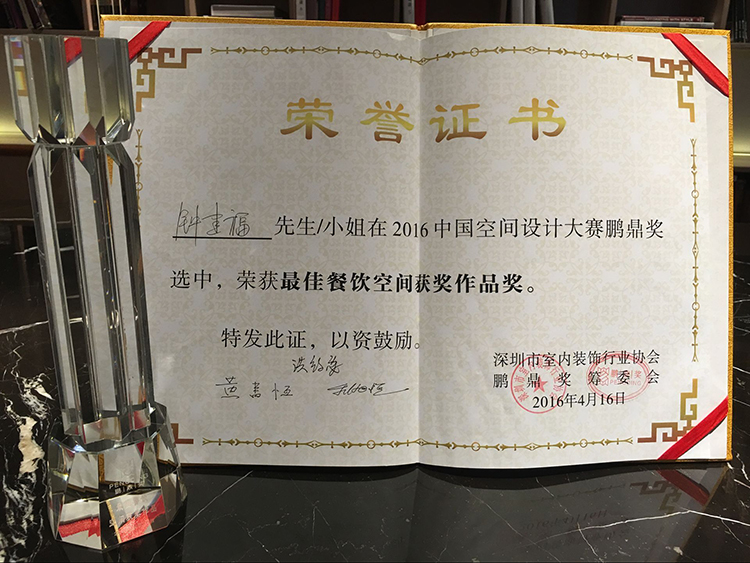 荣誉证书
钟建福 先生/小姐在2016中国空间设计大赛鹏鼎奖
选中，荣获最佳餐饮空间获奖作品奖。
特发此证，以资鼓励。
深圳市室内装饰行业协会
鹏鼎奖筹委会
2016年4月16日